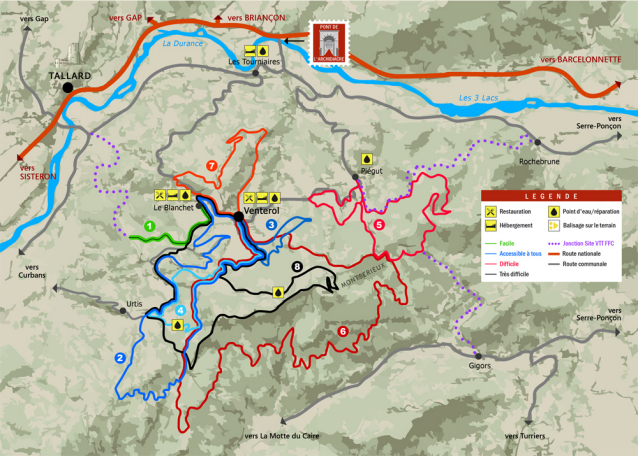 vers Gap
vers GAP
vers BRIANÇON
PONT DE
L'ARCHIDIACRE
La Durance
Les Tourniaires
vers BARCELONNETTE
TALLARD
Les 3 Lacs
vers
Serre-Ponçon
vers
SISTERON
7
Piégut
Rochebrune
Le Blanchet
Venterol
1
3
5
LEGENDE
Restauration
Point d'eau/réparation
Hébergement
Balisage sur le terrain
Facile
Jonction Site VTT FFC
Accessible à tous
Route nationale
Difficile
Route communale
Très difficile
vers
Curbans
8
MONTSERIEUX
Urtis
4
vers
Serre-Ponçon
2
6
Gigors
vers La Motte du Caire
vers Turriers